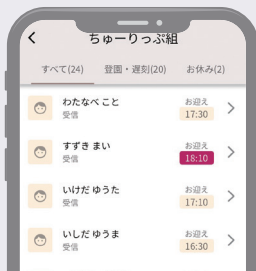 ちゅーりっぷ組
すべて(24) 登園・遅刻(20) お休み(2)
わたなべ こと お迎え
受信 17:30
すずき まい お迎え
受信 18:10
いけだ ゆうた お迎え
受信 17:10
いしだ ゆうま お迎え
受信 16:30